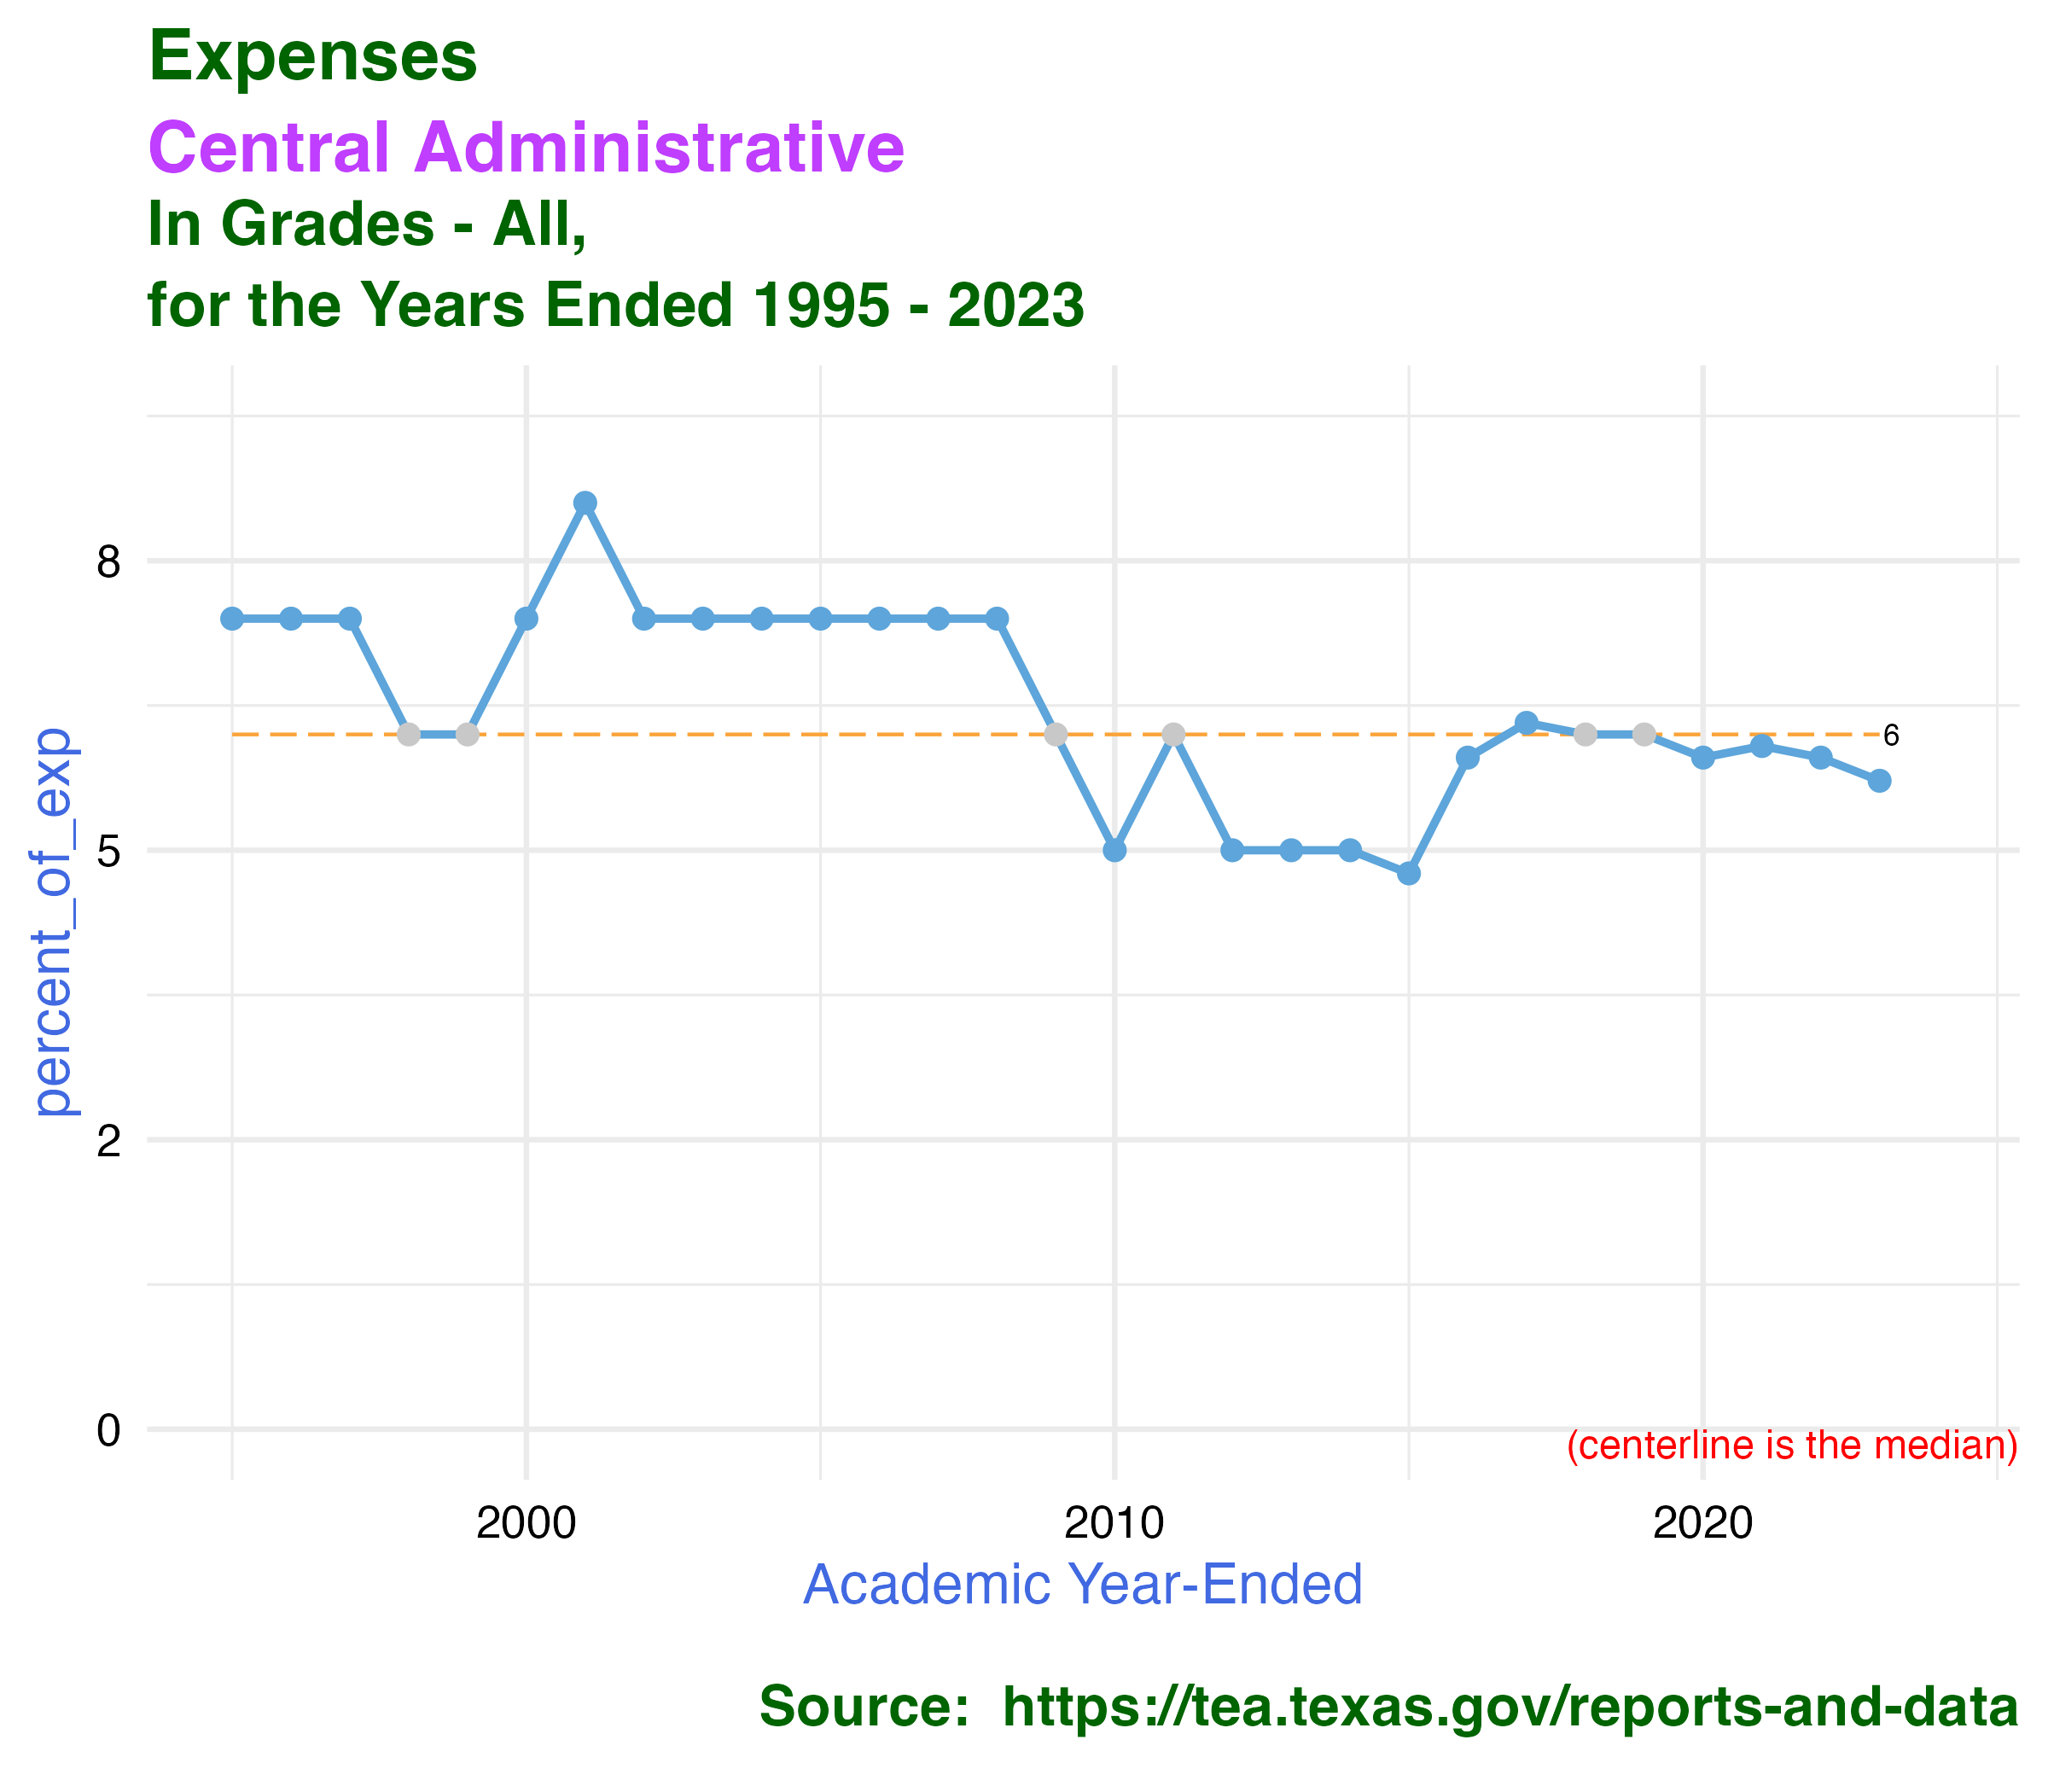 Expenses
Central Administrative
In Grades - All,
for the Years Ended 1995 - 2023
percent_of_exp
8
5
2
0
6
(centerline is the median)
2000 2010 2020
Academic Year-Ended
Source:  https://tea.texas.gov/reports-and-data